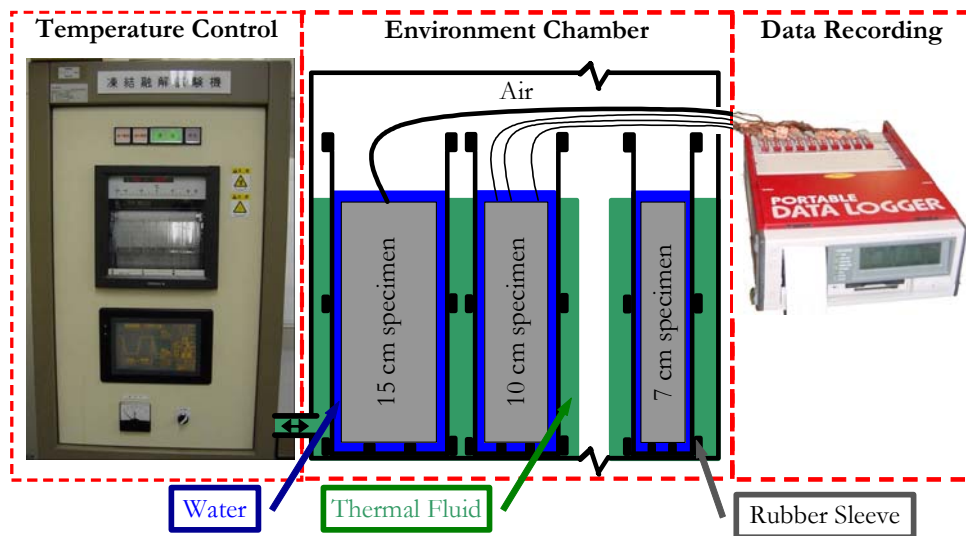 Temperature Control
Environment Chamber
Data Recording
凍結融解試験機
Air
15 cm specimen
10 cm specimen
7 cm specimen
PORTABLE
DATA LOGGER
Water
Thermal Fluid
Rubber Sleeve